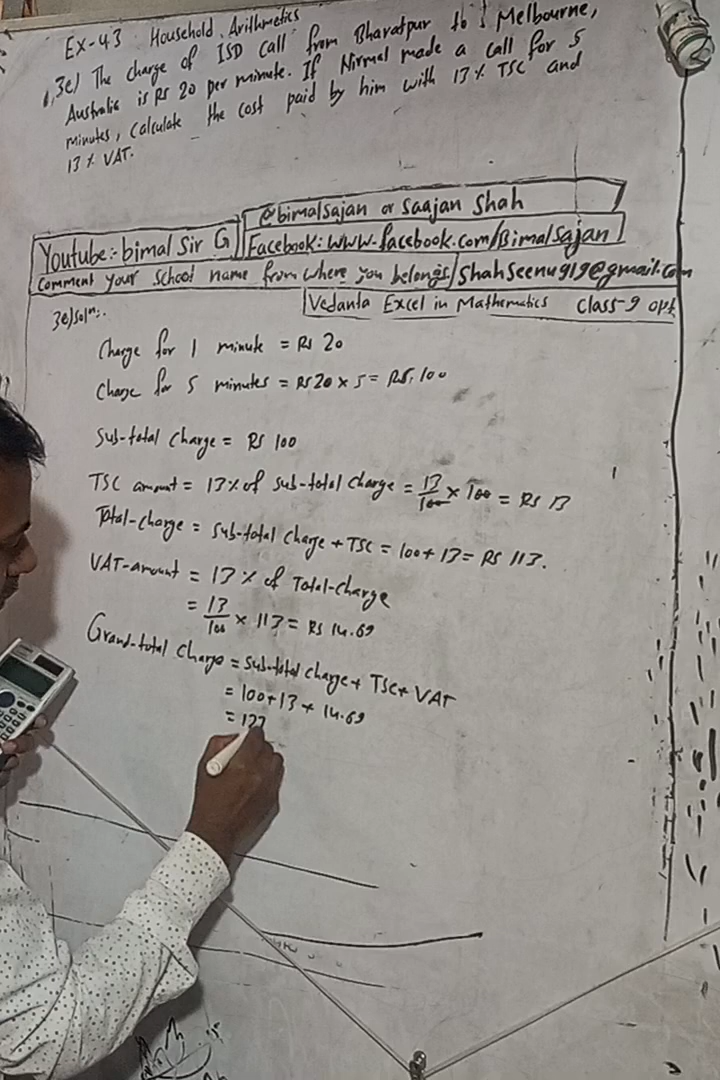 Ex-4.3 Household Arithmetics
3e) The charge of ISD call from Bharatpur to Melbourne,
Australia is Rs 20 per minute. If Nirmal made a call for 5
minutes, calculate the cost paid by him with 13% TSC and
13% VAT.
@bimalsajan or Saajan Shah
Youtube:- bimal Sir G
Facebook: www.facebook.com/Bimalsajan
Comment your school name from where you belongs
Shahseenu919@gmail.com
Vedanta Excel in Mathematics Class-9 opt
3e) Soln:-
Charge for 1 minute = Rs 20
Charge for 5 minutes = Rs 20 × 5 = Rs. 100
Sub-total charge = Rs 100
TSC amount = 13% of sub-total charge = 13/100 × 100 = Rs 13
Total-charge = Sub-total charge + TSC = 100 + 13 = Rs 113.
VAT-amount = 13% of Total-charge
= 13/100 × 113 = Rs 14.69
Grand-total charge = Sub-total charge + TSC + VAT
= 100 + 13 + 14.69
= 127